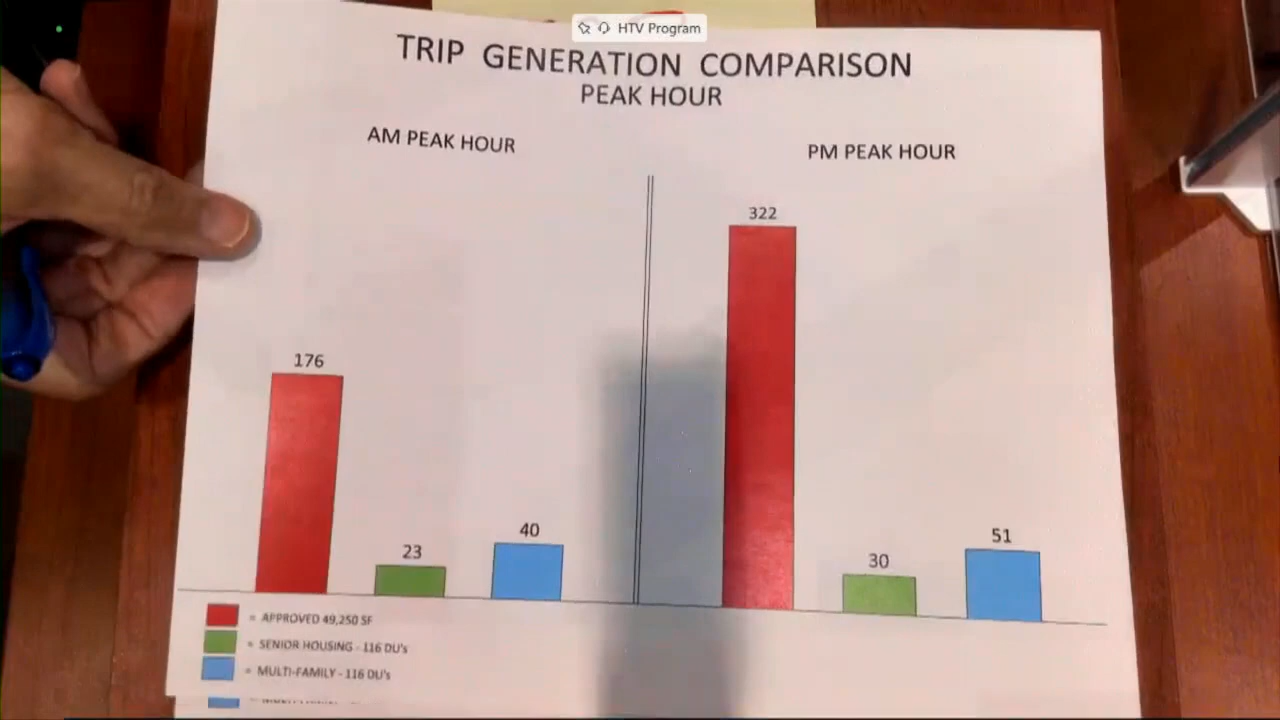 HTV Program
TRIP GENERATION COMPARISON
PEAK HOUR
AM PEAK HOUR
PM PEAK HOUR
322
176
40
23
51
30
= APPROVED 49,250 SF
= SENIOR HOUSING - 116 DU's
= MULTI-FAMILY - 116 DU's